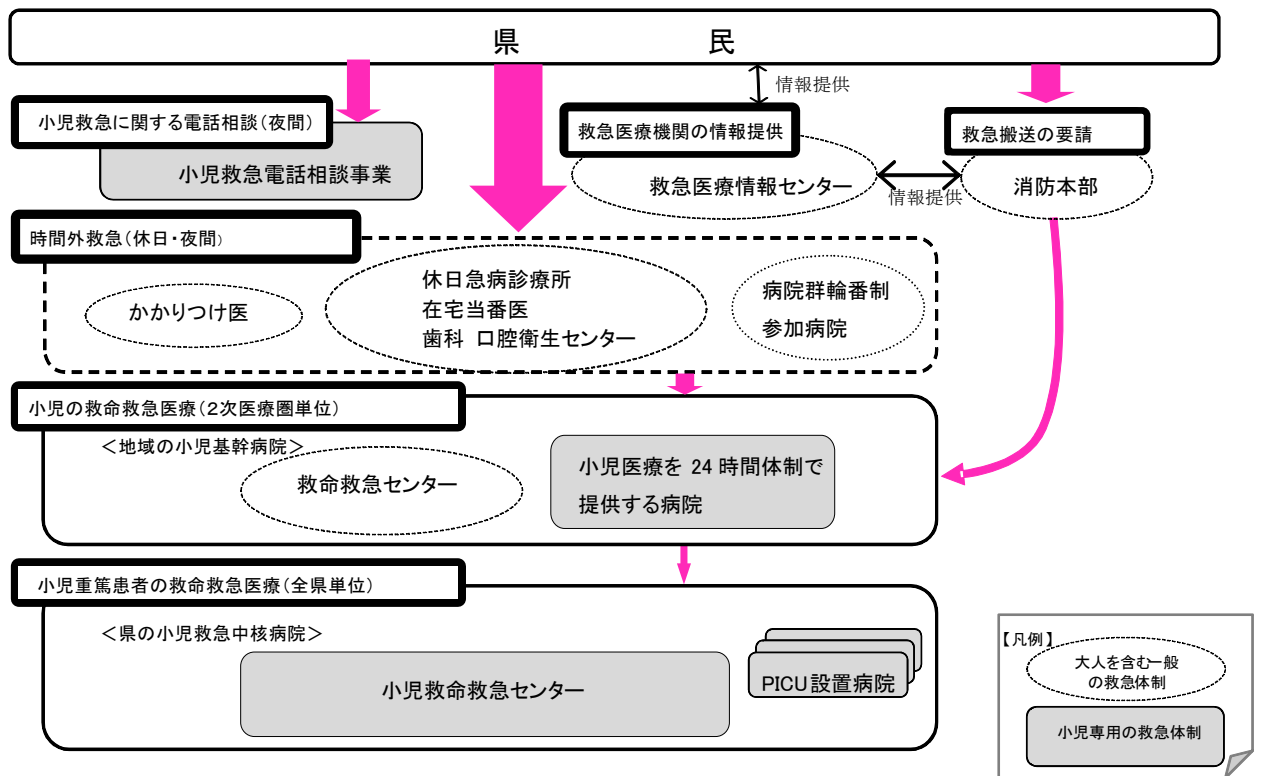 県　民
情報提供
小児救急に関する電話相談(夜間)
救急医療機関の情報提供
救急搬送の要請
小児救急電話相談事業
救急医療情報センター
消防本部
情報提供
時間外救急(休日・夜間)
かかりつけ医
休日急病診療所
在宅当番医
歯科 口腔衛生センター
病院群輪番制
参加病院
小児の救命救急医療(2次医療圏単位)
<地域の小児基幹病院>
救命救急センター
小児医療を 24 時間体制で
提供する病院
小児重篤患者の救命救急医療(全県単位)
<県の小児救急中核病院>
小児救命救急センター
PICU設置病院
【凡例】
大人を含む一般
の救急体制
小児専用の救急体制